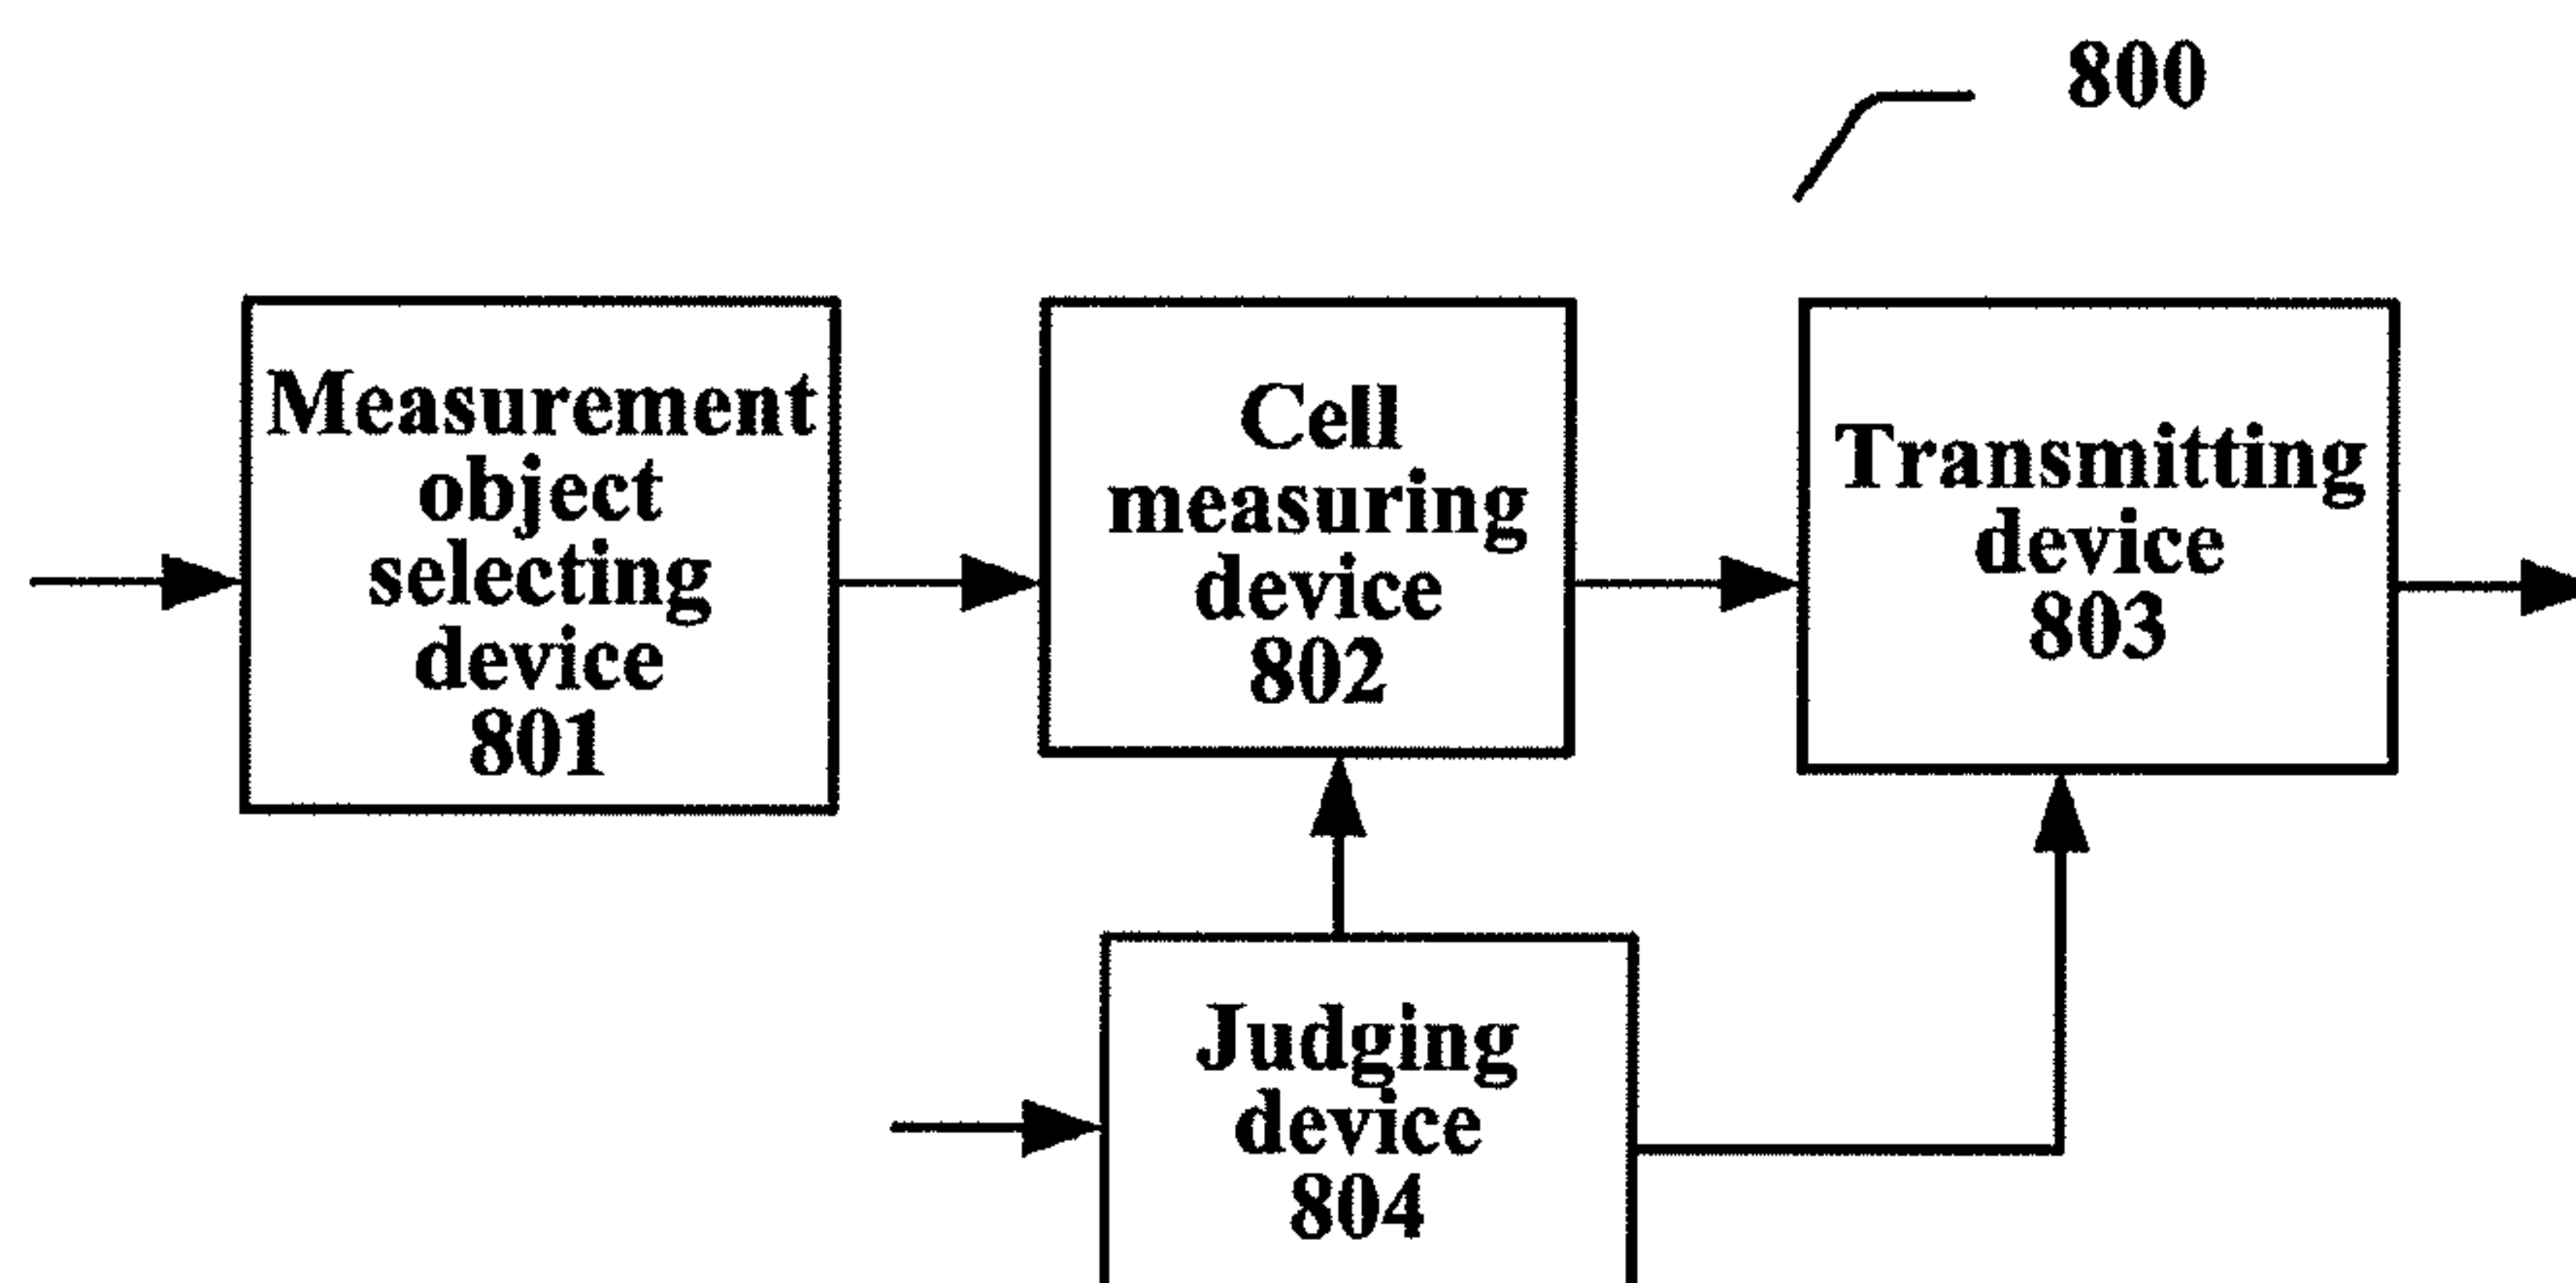 800
Measurement
object
selecting
device
801
Cell
measuring
device
802
Transmitting
device
803
Judging
device
804